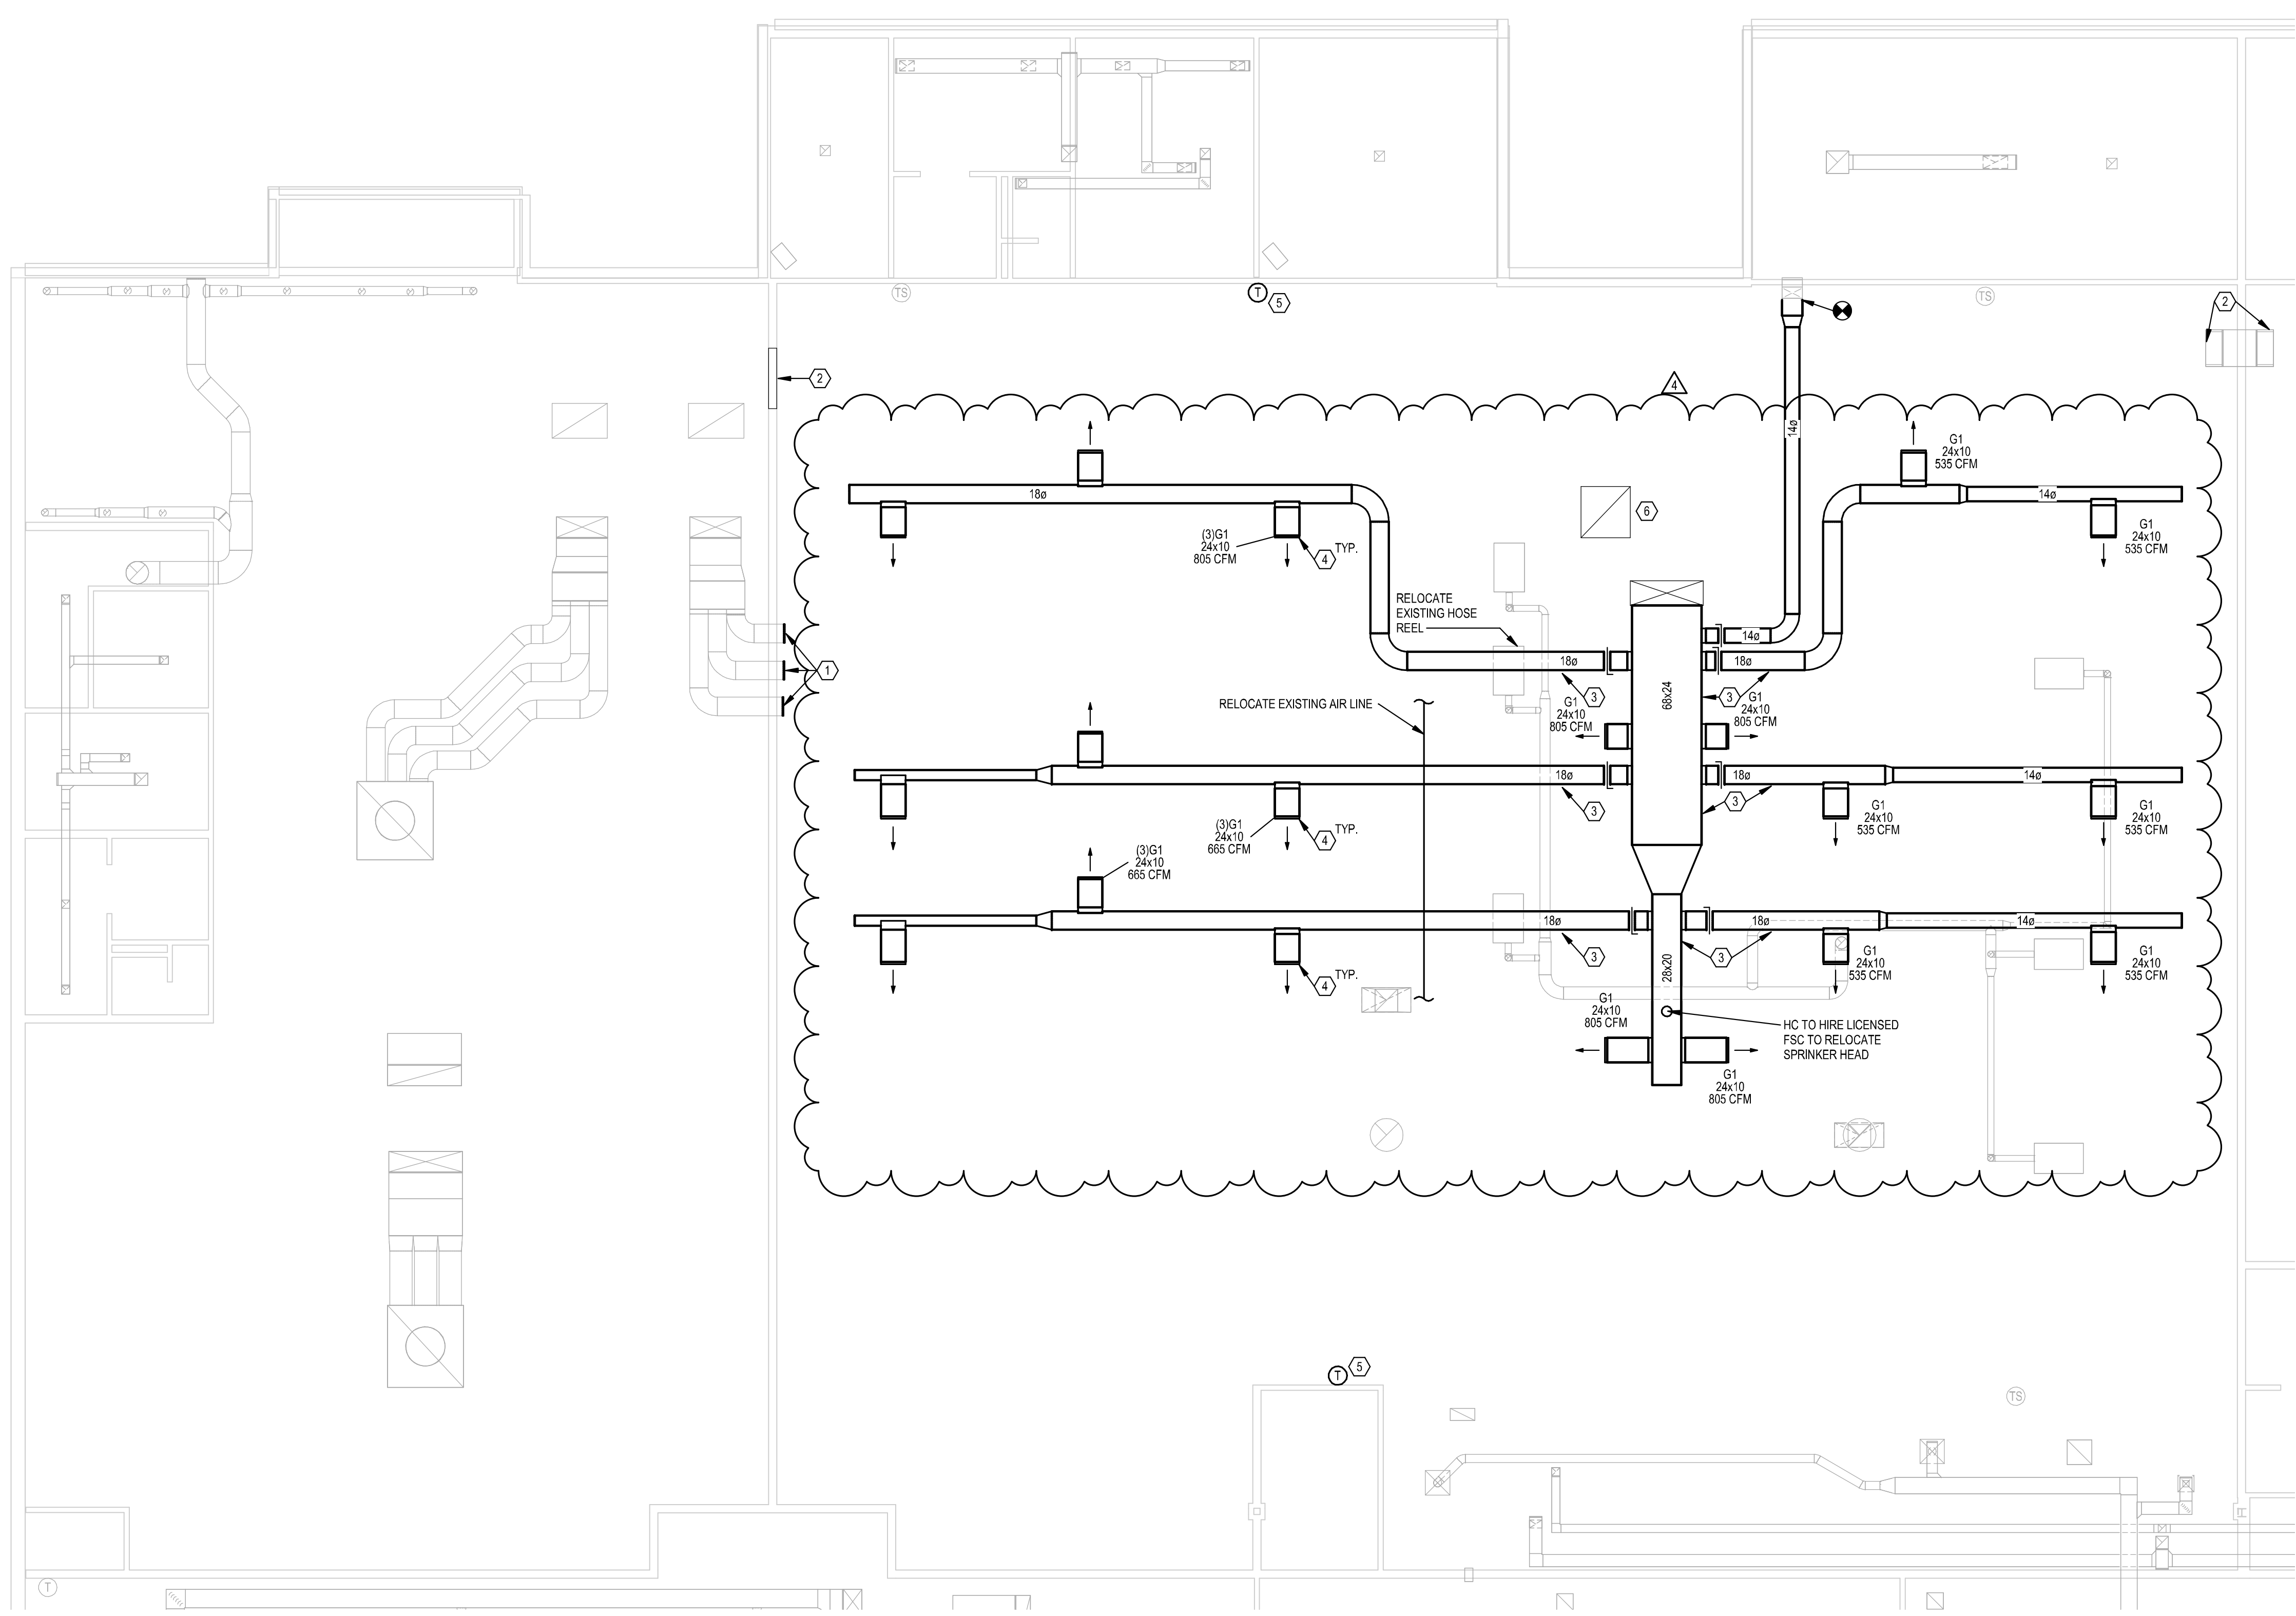 TS
T
5
TS
2
2
4
14ø
G1
24x10
535 CFM
18ø
14ø
6
(3)G1
24x10
805 CFM
4
TYP.
G1
24x10
535 CFM
RELOCATE
EXISTING HOSE
REEL
14ø
18ø
18ø
1
3
3
68x24
G1
24x10
805 CFM
G1
24x10
805 CFM
RELOCATE EXISTING AIR LINE
18ø
18ø
14ø
3
3
(3)G1
24x10
665 CFM
4
TYP.
G1
24x10
535 CFM
G1
24x10
535 CFM
(3)G1
24x10
665 CFM
18ø
18ø
14ø
3
3
28x20
4
TYP.
G1
24x10
535 CFM
G1
24x10
535 CFM
G1
24x10
805 CFM
HC TO HIRE LICENSED
FSC TO RELOCATE
SPRINKER HEAD
G1
24x10
805 CFM
T
5
TS
T